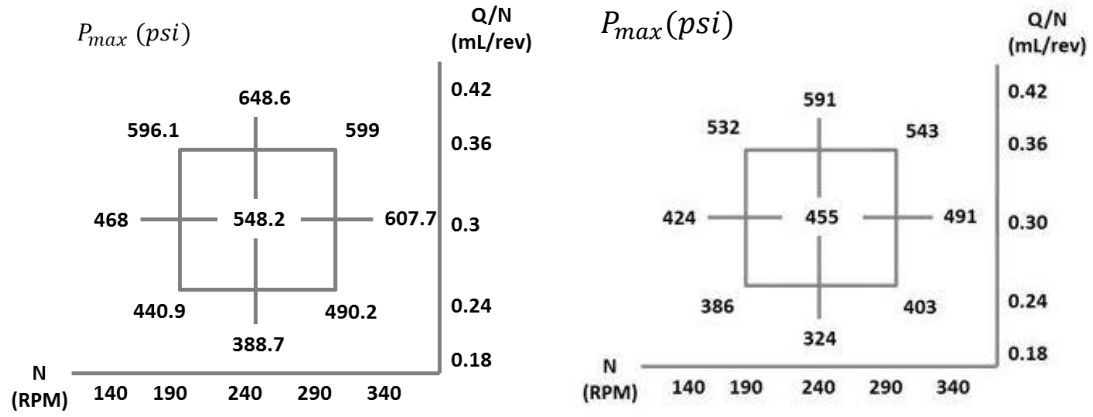 P_max (psi)
Q/N
(mL/rev)
0.42
648.6
596.1 599
0.36
468 548.2 607.7
0.3
440.9 490.2
0.24
388.7
0.18
N
(RPM)
140 190 240 290 340
P_max(psi)
Q/N
(mL/rev)
0.42
591
532 543
0.36
424 455 491
0.30
386 403
0.24
324
0.18
N
(RPM)
140 190 240 290 340